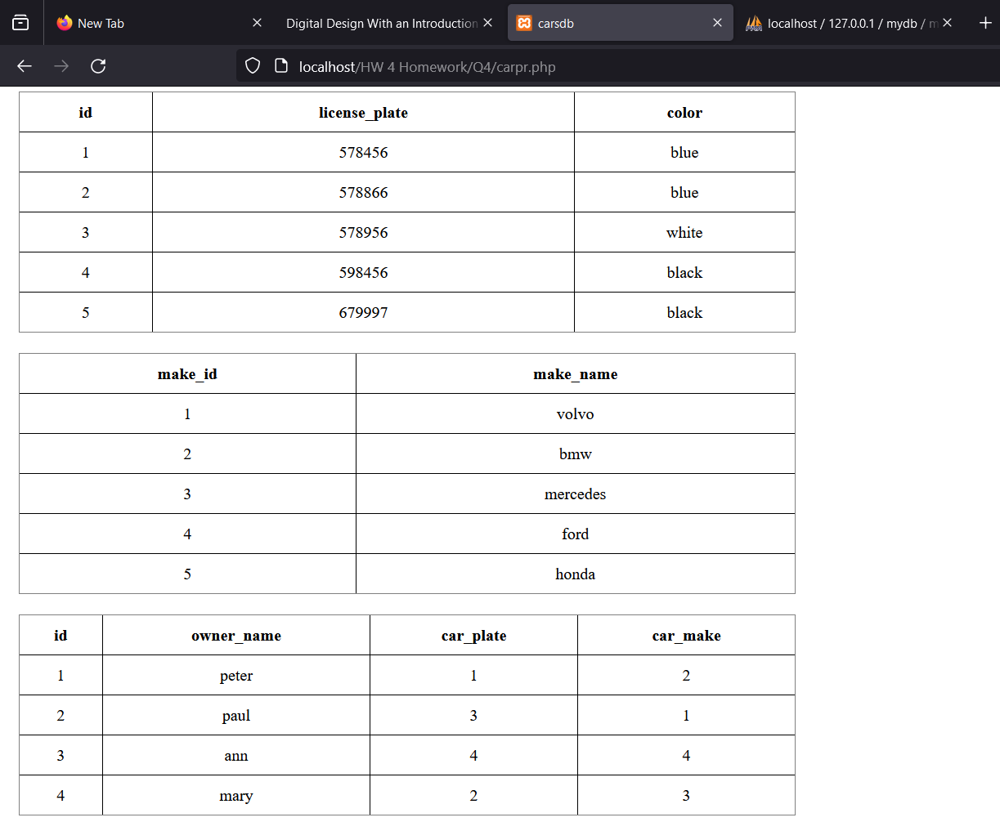 New Tab
Digital Design With an Introduction
carsdb
localhost / 127.0.0.1 / mydb / m
localhost/HW 4 Homework/Q4/carpr.php
id license_plate color
1 578456 blue
2 578866 blue
3 578956 white
4 598456 black
5 679997 black
make_id make_name
1 volvo
2 bmw
3 mercedes
4 ford
5 honda
id owner_name car_plate car_make
1 peter 1 2
2 paul 3 1
3 ann 4 4
4 mary 2 3